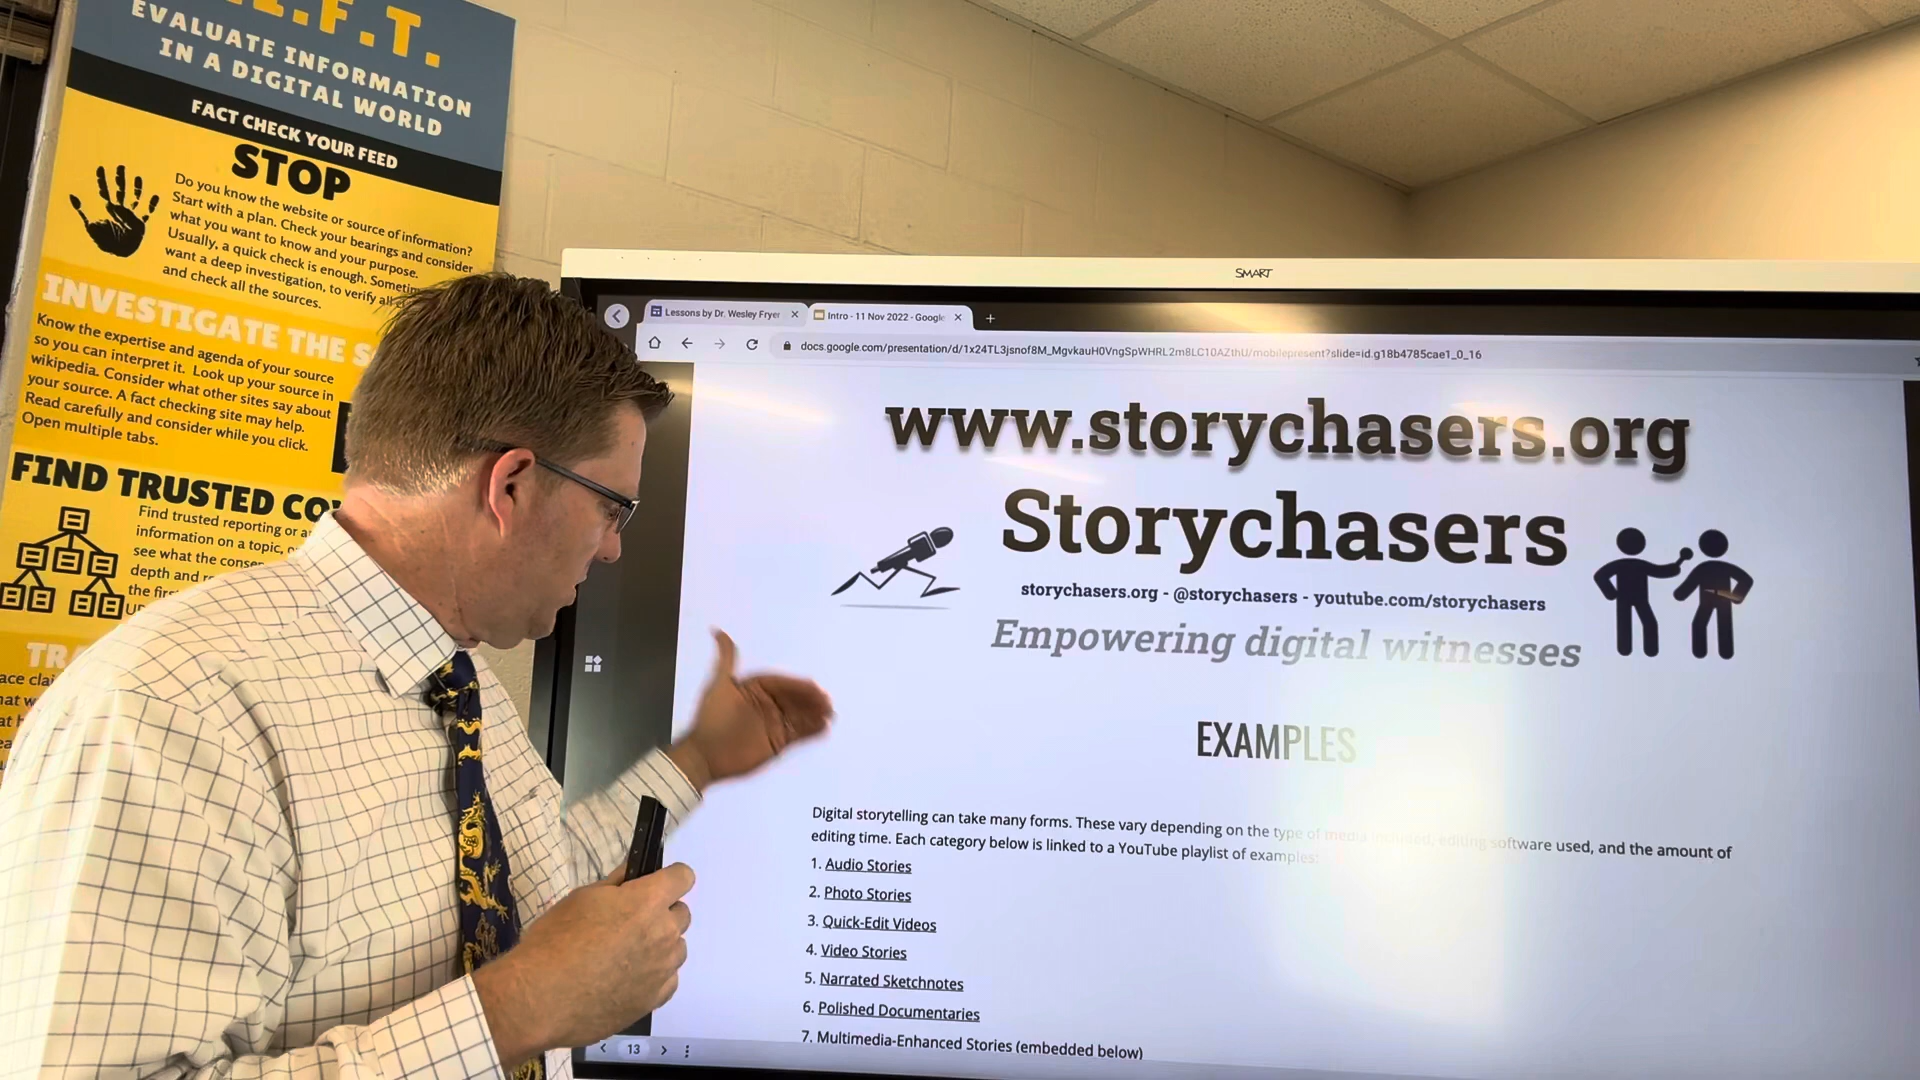 .I.F.T.
EVALUATE INFORMATION
IN A DIGITAL WORLD
FACT CHECK YOUR FEED
STOP
Do you know the website or source of information?
Start with a plan. Check your bearings and consider
what you want to know and your purpose.
Usually, a quick check is enough. Sometim
want a deep investigation, to verify all
and check all the sources.
INVESTIGATE THE S
Know the expertise and agenda of your source
so you can interpret it. Look up your source in
wikipedia. Consider what other sites say about
your source. A fact checking site may help.
Read carefully and consider while you click.
Open multiple tabs.
FIND TRUSTED CO
Find trusted reporting or a
information on a topic,
see what the conse
depth and
the firs
UP
TRA
ace clai
hat w
at h
SMART
Lessons by Dr. Wesley Fryer
Intro - 11 Nov 2022 - Google
docs.google.com/presentation/d/1x24TL3jsnof8M_MgvkauH0VngSpWHRL2m8LC10AZthU/mobilepresent?slide=id.g18b4785cae1_0_16
www.storychasers.org
Storychasers
storychasers.org - @storychasers - youtube.com/storychasers
Empowering digital witnesses
EXAMPLES
Digital storytelling can take many forms. These vary depending on the type of media included, editing software used, and the amount of
editing time. Each category below is linked to a YouTube playlist of examples:
1. Audio Stories
2. Photo Stories
3. Quick-Edit Videos
4. Video Stories
5. Narrated Sketchnotes
6. Polished Documentaries
7. Multimedia-Enhanced Stories (embedded below)
13